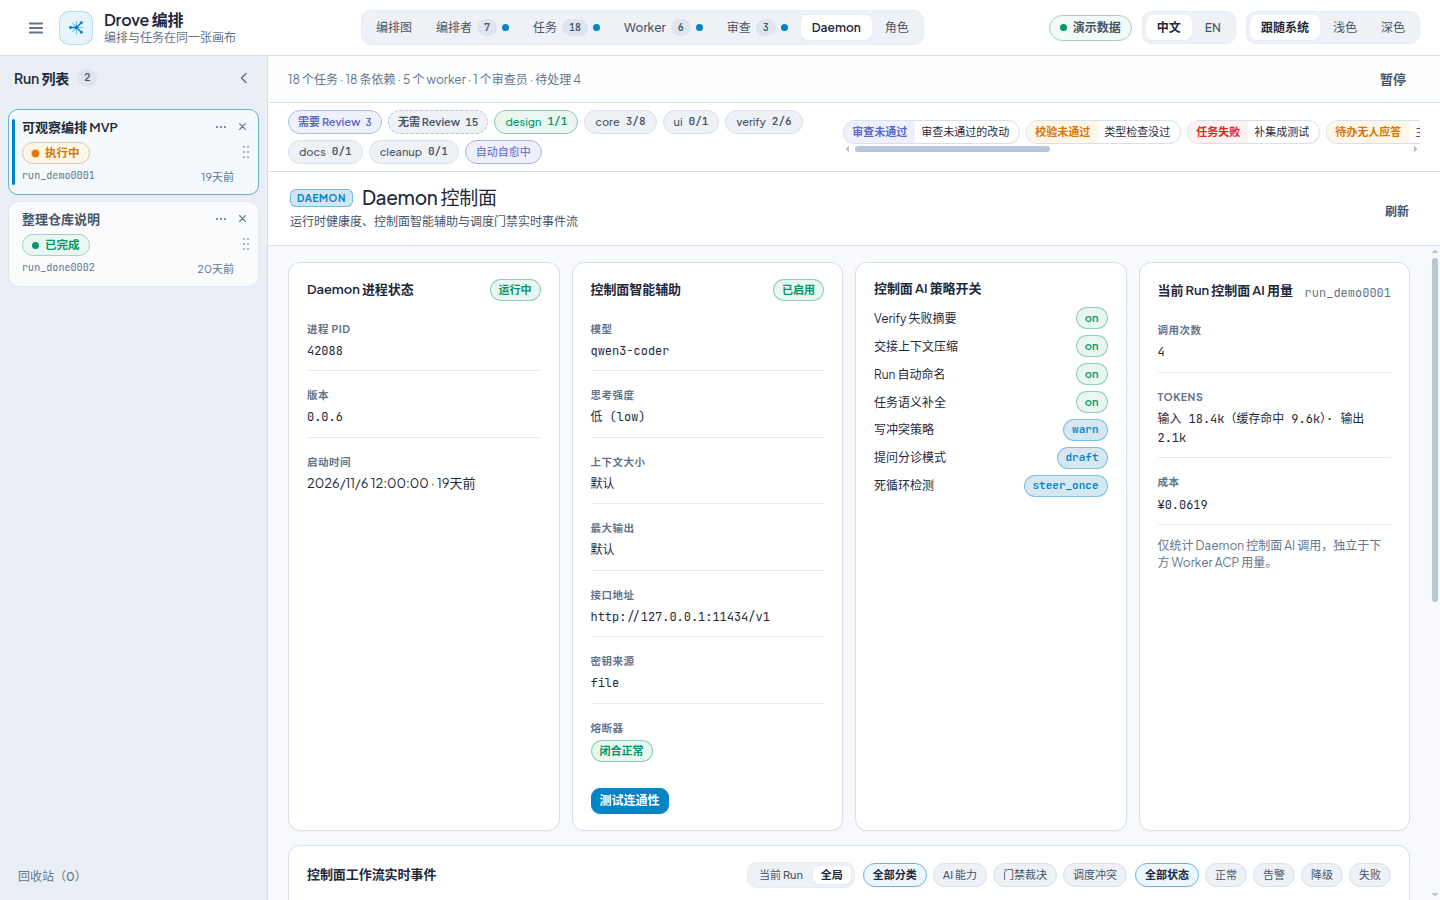 Drove 编排
编排与任务在同一张画布
编排图 编排者 7 任务 18 Worker 6 审查 3 Daemon 角色
演示数据 中文 EN 跟随系统 浅色 深色
Run 列表 2
可观察编排 MVP
执行中
run_demo0001 19天前
整理仓库说明
已完成
run_done0002 20天前
回收站（0）
18 个任务 · 18 条依赖 · 5 个 worker · 1 个审查员 · 待处理 4
暂停
需要 Review 3 无需 Review 15 design 1/1 core 3/8 ui 0/1 verify 2/6
docs 0/1 cleanup 0/1 自动自愈中
审查未通过 审查未通过的改动 校验未通过 类型检查没过 任务失败 补集成测试 待办无人应答
DAEMON Daemon 控制面
运行时健康度、控制面智能辅助与调度门禁实时事件流
刷新
Daemon 进程状态 运行中
进程 PID
42088
版本
0.0.6
启动时间
2026/11/6 12:00:00 · 19天前
控制面智能辅助 已启用
模型
qwen3-coder
思考强度
低 (low)
上下文大小
默认
最大输出
默认
接口地址
http://127.0.0.1:11434/v1
密钥来源
file
熔断器
闭合正常
测试连通性
控制面 AI 策略开关
Verify 失败摘要 on
交接上下文压缩 on
Run 自动命名 on
任务语义补全 on
写冲突策略 warn
提问分诊模式 draft
死循环检测 steer_once
当前 Run 控制面 AI 用量 run_demo0001
调用次数
4
TOKENS
输入 18.4k（缓存命中 9.6k）· 输出
2.1k
成本
¥0.0619
仅统计 Daemon 控制面 AI 调用，独立于下
方 Worker ACP 用量。
控制面工作流实时事件
当前 Run 全局 全部分类 AI 能力 门禁裁决 调度冲突 全部状态 正常 告警 降级 失败